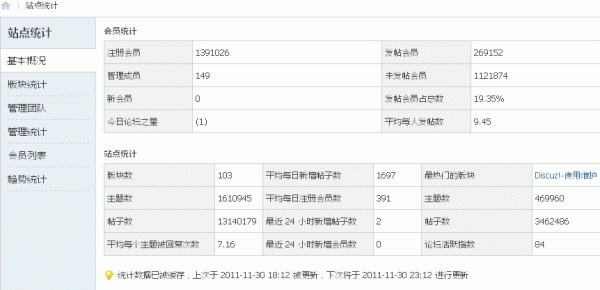 站点统计
站点统计
基本概况
版块统计
管理团队
管理统计
会员列表
趋势统计
会员统计
注册会员 1391026 发帖会员 269152
管理成员 149 未发帖会员 1121874
新会员 0 发帖会员占总数 19.35%
今日论坛之星 (1) 平均每人发帖数 9.45
站点统计
版块数 103 平均每日新增帖子数 1697 最热门的版块 Discuz!-使用维护
主题数 1610945 平均每日注册会员数 391 主题数 469960
帖子数 13140179 最近 24 小时新增帖子数 2 帖子数 3462486
平均每个主题被回复次数 7.16 最近 24 小时新增会员数 0 论坛活跃指数 84
统计数据已被缓存，上次于 2011-11-30 18:12 被更新，下次将于 2011-11-30 23:12 进行更新